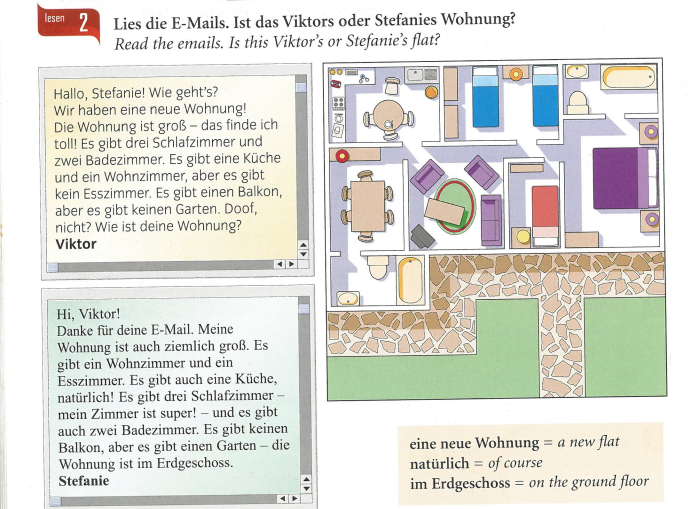 lesen 2
Lies die E-Mails. Ist das Viktors oder Stefanies Wohnung?
Read the emails. Is this Viktor's or Stefanie's flat?
Hallo, Stefanie! Wie geht's?
Wir haben eine neue Wohnung!
Die Wohnung ist groß – das finde ich
toll! Es gibt drei Schlafzimmer und
zwei Badezimmer. Es gibt eine Küche
und ein Wohnzimmer, aber es gibt
kein Esszimmer. Es gibt einen Balkon,
aber es gibt keinen Garten. Doof,
nicht? Wie ist deine Wohnung?
Viktor
Hi, Viktor!
Danke für deine E-Mail. Meine
Wohnung ist auch ziemlich groß. Es
gibt ein Wohnzimmer und ein
Esszimmer. Es gibt auch eine Küche,
natürlich! Es gibt drei Schlafzimmer –
mein Zimmer ist super! – und es gibt
auch zwei Badezimmer. Es gibt keinen
Balkon, aber es gibt einen Garten – die
Wohnung ist im Erdgeschoss.
Stefanie
eine neue Wohnung = a new flat
natürlich = of course
im Erdgeschoss = on the ground floor